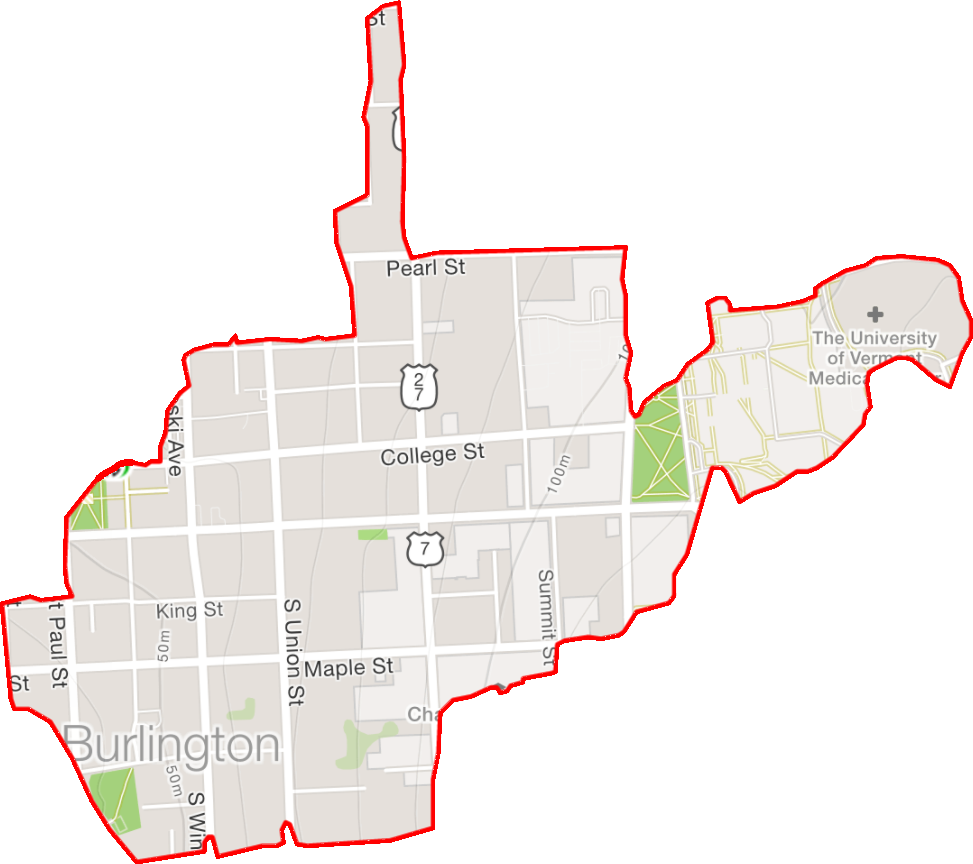 St
Pearl St
The University
of Vermont
Medica
2
7
ski Ave
College St
100m
7
King St
50m
t Paul St
S Union St
Summit St
Maple St
St
Cha
Burlington
50m
S Win